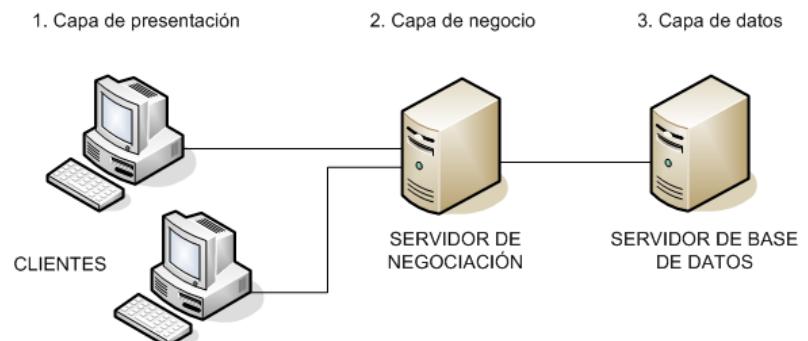 1. Capa de presentación
2. Capa de negocio
3. Capa de datos
CLIENTES
SERVIDOR DE
NEGOCIACIÓN
SERVIDOR DE BASE
DE DATOS